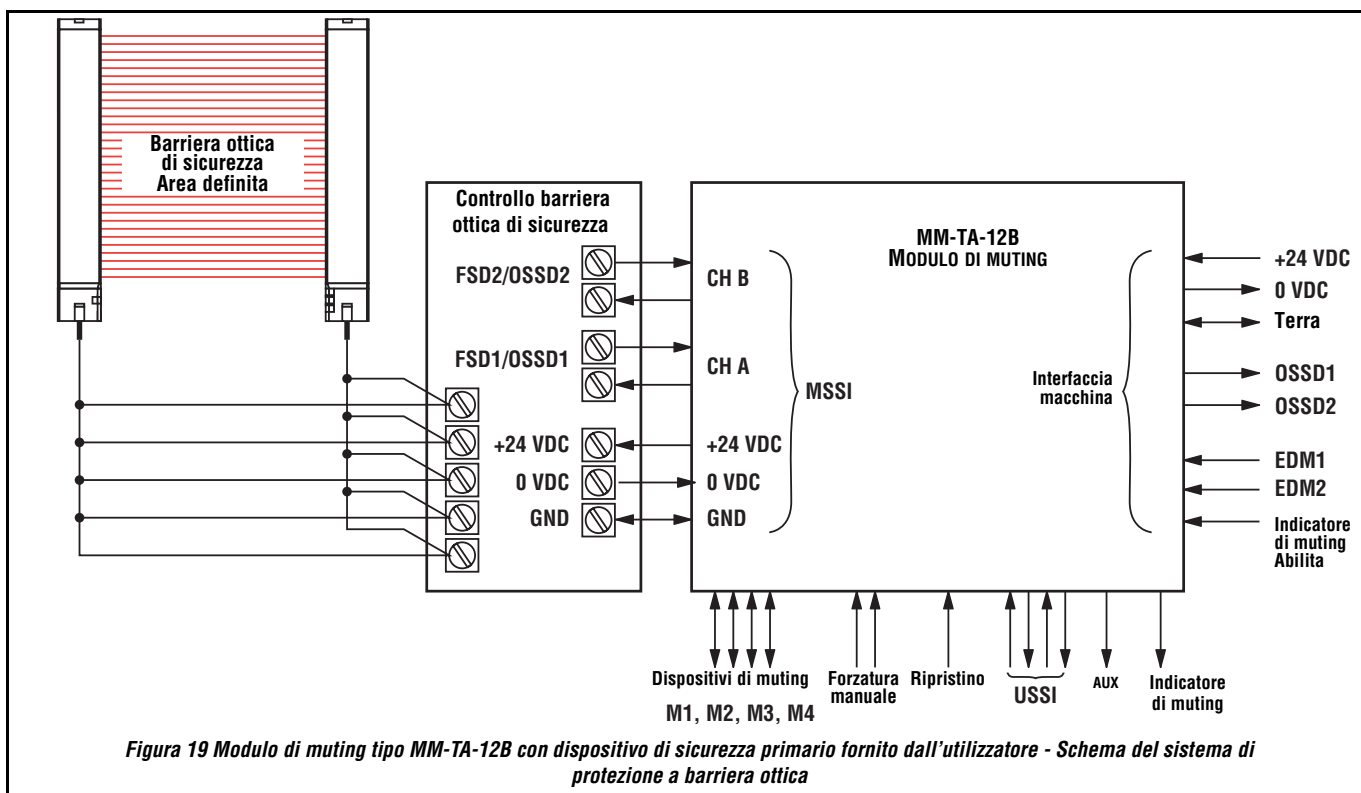 Barriera ottica
di sicurezza
Area definita
Controllo barriera
ottica di sicurezza
FSD2/OSSD2
FSD1/OSSD1
+24 VDC
0 VDC
GND
MM-TA-12B
MODULO DI MUTING
CH B
CH A
MSSI
+24 VDC
0 VDC
GND
Interfaccia
macchina
+24 VDC
0 VDC
Terra
OSSD1
OSSD2
EDM1
EDM2
Indicatore
di muting
Abilita
Dispositivi di muting
M1, M2, M3, M4
Forzatura
manuale
Ripristino
USSI
AUX
Indicatore
di muting
Figura 19 Modulo di muting tipo MM-TA-12B con dispositivo di sicurezza primario fornito dall'utilizzatore - Schema del sistema di
protezione a barriera ottica